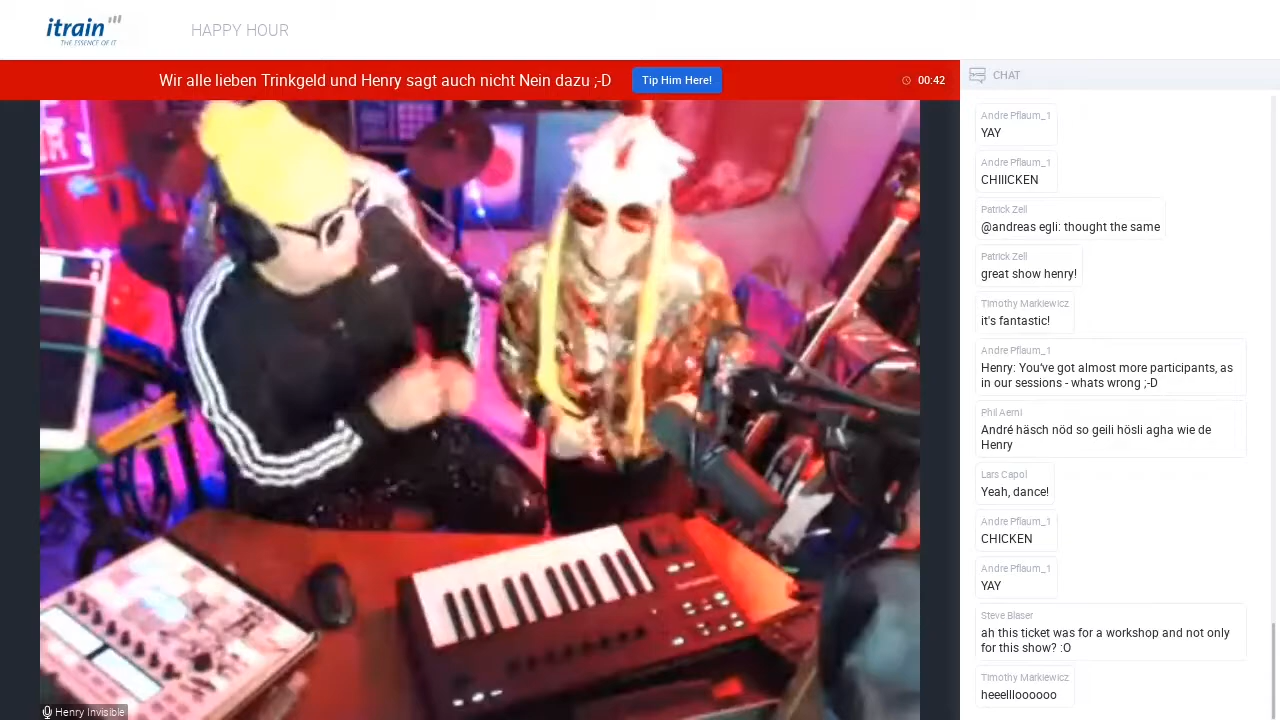 itrain
THE ESSENCE OF IT
HAPPY HOUR
Wir alle lieben Trinkgeld und Henry sagt auch nicht Nein dazu ;-D
Tip Him Here!
00:42
CHAT
Andre Pflaum_1
YAY
Andre Pflaum_1
CHIIICKEN
Patrick Zell
@andreas egli: thought the same
Patrick Zell
great show henry!
Timothy Markiewicz
it's fantastic!
Andre Pflaum_1
Henry: You've got almost more participants, as
in our sessions - whats wrong ;-D
Phil Aerni
André häsch nöd so geili hösli agha wie de
Henry
Lars Capol
Yeah, dance!
Andre Pflaum_1
CHICKEN
Andre Pflaum_1
YAY
Steve Blaser
ah this ticket was for a workshop and not only
for this show? :O
Timothy Markiewicz
heeellloooooo
Henry Invisible